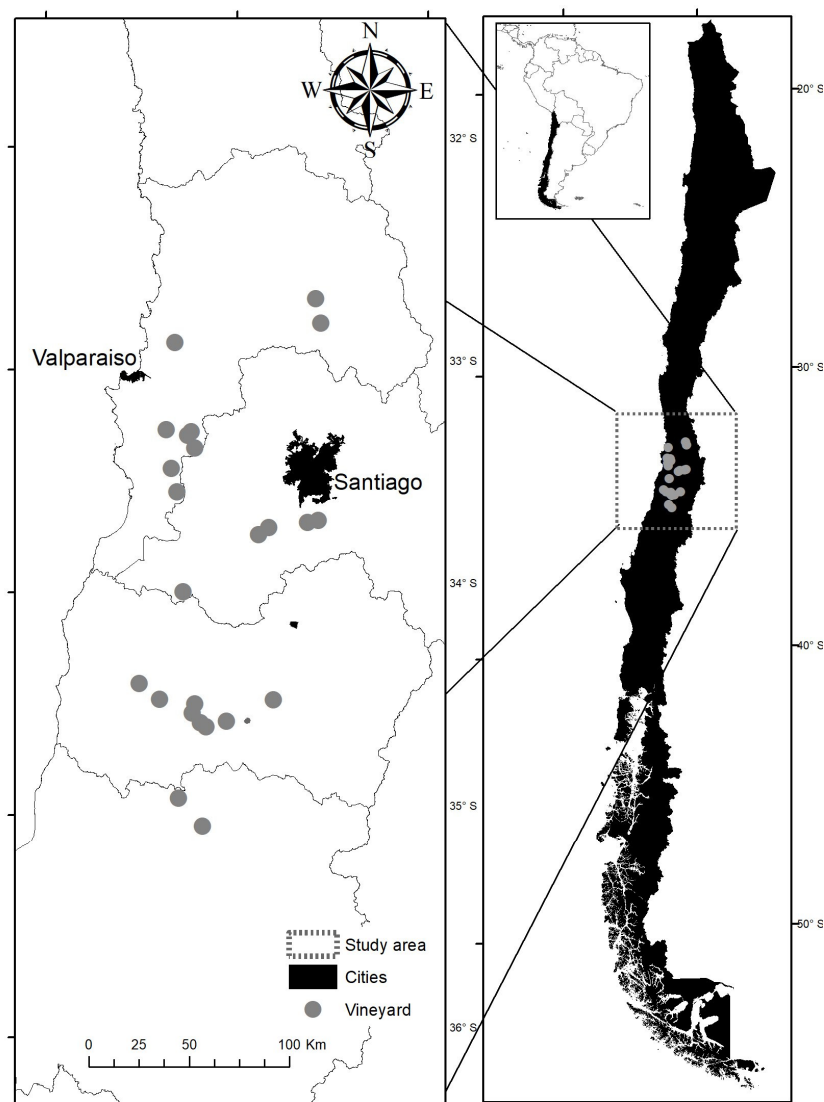 N
W E
S
32° S
20° S
Valparaiso
33° S
30° S
Santiago
34° S
40° S
35° S
50° S
Study area
Cities
Vineyard
36° S
0 25 50 100 Km